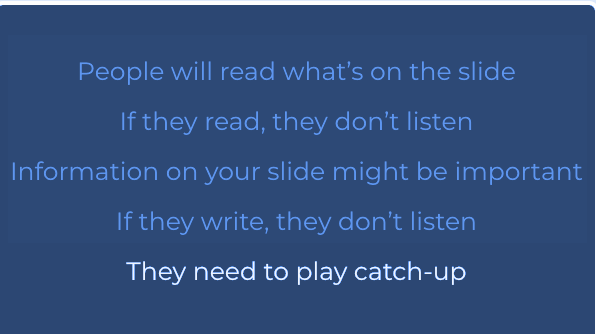 People will read what’s on the slide
If they read, they don’t listen
Information on your slide might be important
If they write, they don’t listen
They need to play catch-up